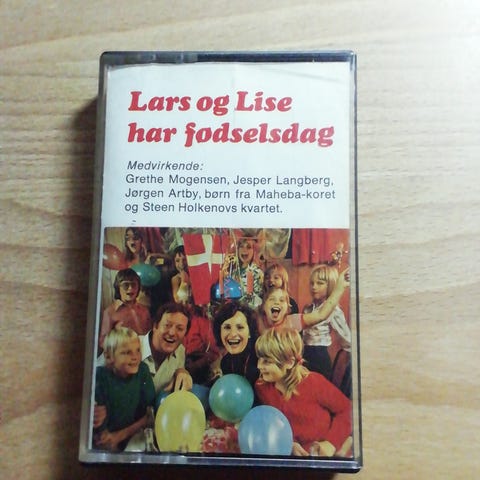 Lars og Lise
har fødselsdag
Medvirkende:
Grethe Mogensen, Jesper Langberg,
Jørgen Artby, børn fra Maheba-koret
og Steen Holkenovs kvartet.